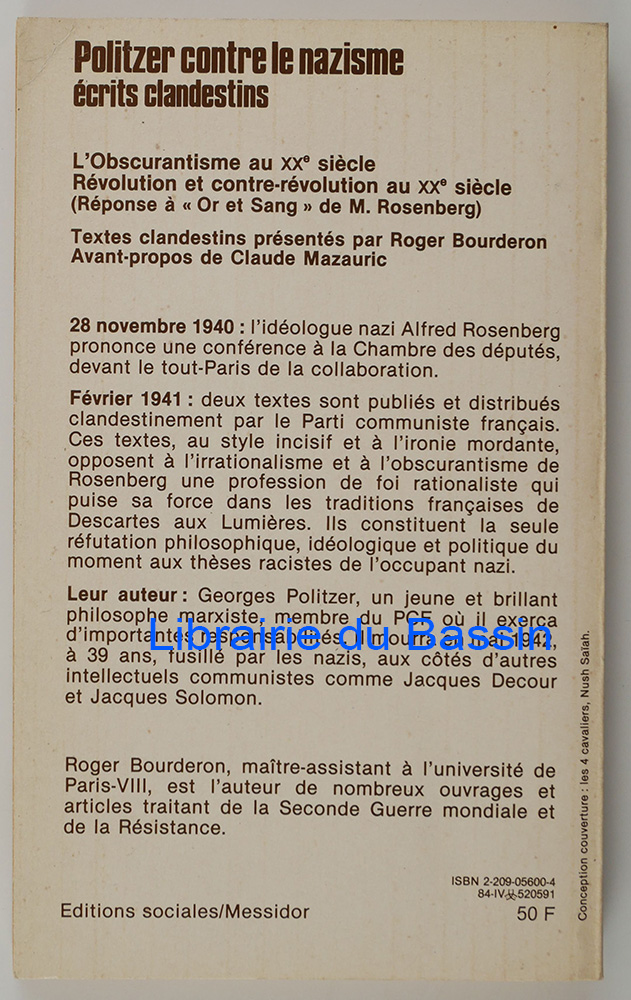 Politzer contre le nazisme
écrits clandestins
L'Obscurantisme au XXe siècle
Révolution et contre-révolution au XXe siècle
(Réponse à « Or et Sang » de M. Rosenberg)
Textes clandestins présentés par Roger Bourderon
Avant-propos de Claude Mazauric
28 novembre 1940 : l'idéologue nazi Alfred Rosenberg
prononce une conférence à la Chambre des députés,
devant le tout-Paris de la collaboration.
Février 1941 : deux textes sont publiés et distribués
clandestinement par le Parti communiste français.
Ces textes, au style incisif et à l'ironie mordante,
opposent à l'irrationalisme et à l'obscurantisme de
Rosenberg une profession de foi rationaliste qui
puise sa force dans les traditions françaises de
Descartes aux Lumières. Ils constituent la seule
réfutation philosophique, idéologique et politique du
moment aux thèses racistes de l'occupant nazi.
Leur auteur : Georges Politzer, un jeune et brillant
philosophe marxiste, membre du PCF où il exerça
d'importantes responsabilités. Il mourra en mai 1942,
à 39 ans, fusillé par les nazis, aux côtés d'autres
intellectuels communistes comme Jacques Decour
et Jacques Solomon.
Librairie du Bassin
Roger Bourderon, maître-assistant à l'université de
Paris-VIII, est l'auteur de nombreux ouvrages et
articles traitant de la Seconde Guerre mondiale et
de la Résistance.
ISBN 2-209-05600-4
84-IV 520591
Editions sociales/Messidor
50 F
Conception couverture : les 4 cavaliers, Nush Saïah.